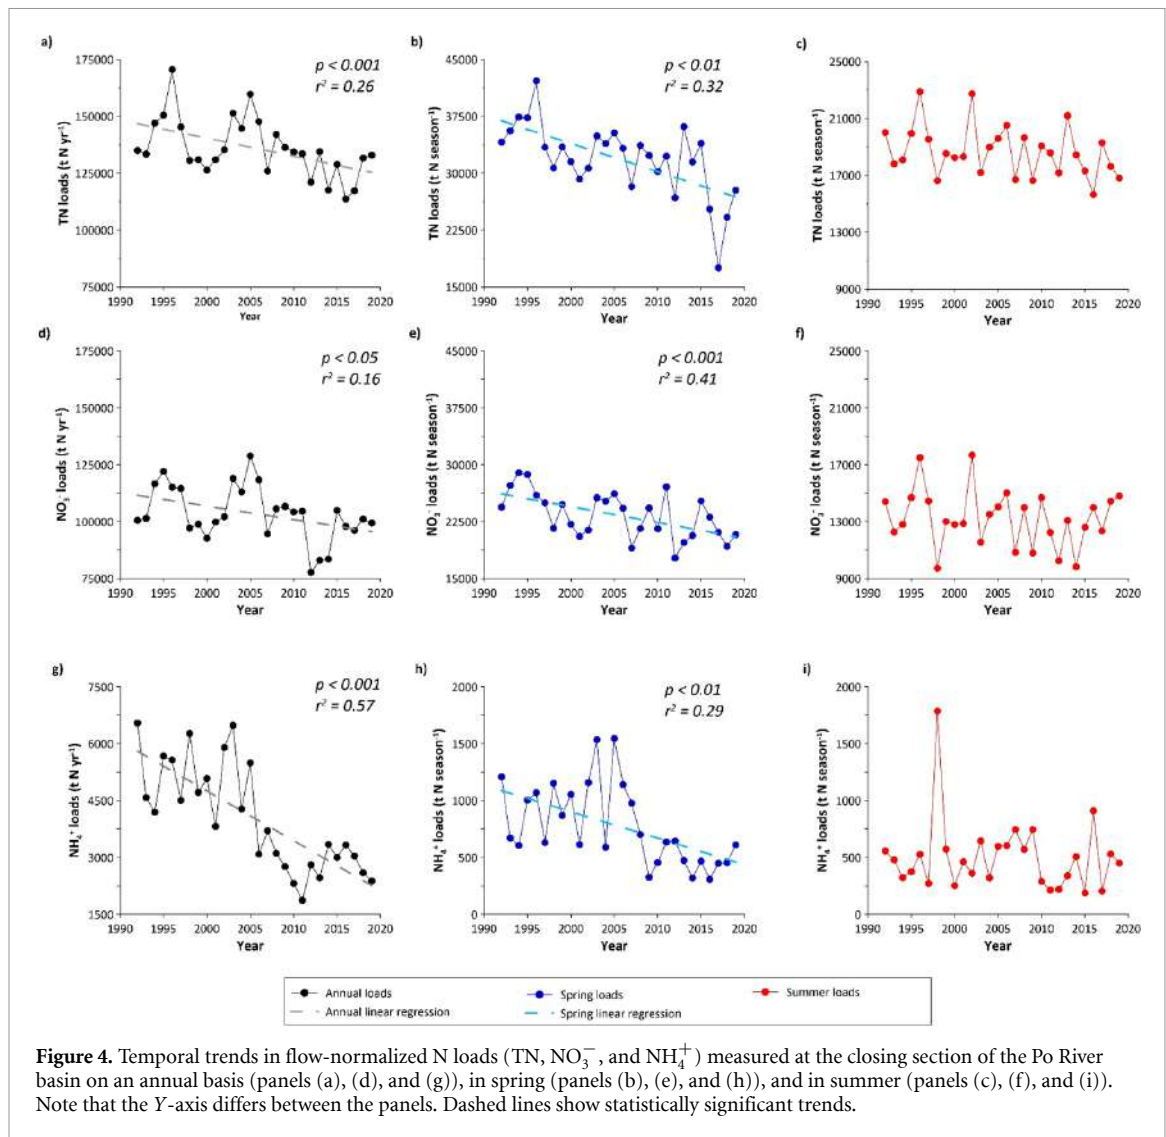 a)
p < 0.001
r² = 0.26
TN loads (t N yr⁻¹)
175000
150000
125000
100000
75000
1990 1995 2000 2005 2010 2015 2020
Year
b)
p < 0.01
r² = 0.32
TN loads (t N season⁻¹)
45000
37500
30000
22500
15000
1990 1995 2000 2005 2010 2015 2020
Year
c)
TN loads (t N season⁻¹)
25000
21000
17000
13000
9000
1990 1995 2000 2005 2010 2015 2020
Year
d)
p < 0.05
r² = 0.16
NO₃⁻ loads (t N yr⁻¹)
175000
150000
125000
100000
75000
1990 1995 2000 2005 2010 2015 2020
Year
e)
p < 0.001
r² = 0.41
NO₃⁻ loads (t N season⁻¹)
45000
37500
30000
22500
15000
1990 1995 2000 2005 2010 2015 2020
Year
f)
NO₃⁻ loads (t N season⁻¹)
25000
21000
17000
13000
9000
1990 1995 2000 2005 2010 2015 2020
Year
g)
p < 0.001
r² = 0.57
NH₄⁺ loads (t N yr⁻¹)
7500
6000
4500
3000
1500
1990 1995 2000 2005 2010 2015 2020
Year
h)
p < 0.01
r² = 0.29
NH₄⁺ loads (t N season⁻¹)
2000
1500
1000
500
0
1990 1995 2000 2005 2010 2015 2020
Year
i)
NH₄⁺ loads (t N season⁻¹)
2000
1500
1000
500
0
1990 1995 2000 2005 2010 2015 2020
Year
Annual loads Spring loads Summer loads
Annual linear regression Spring linear regression
Figure 4. Temporal trends in flow-normalized N loads (TN, NO₃⁻, and NH₄⁺) measured at the closing section of the Po River
basin on an annual basis (panels (a), (d), and (g)), in spring (panels (b), (e), and (h)), and in summer (panels (c), (f), and (i)).
Note that the Y-axis differs between the panels. Dashed lines show statistically significant trends.